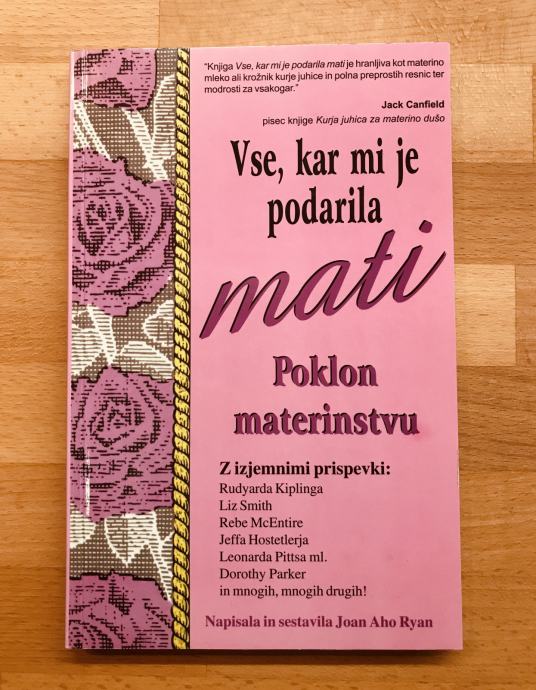 "Knjiga Vse, kar mi je podarila mati je hranljiva kot materino
mleko ali krožnik kurje juhice in polna preprostih resnic ter
modrosti za vsakogar."
Jack Canfield
pisec knjige Kurja juhica za materino dušo
Vse, kar mi je
podarila
mati
Poklon
materinstvu
Z izjemnimi prispevki:
Rudyarda Kiplinga
Liz Smith
Rebe McEntire
Jeffa Hostetlerja
Leonarda Pittsa ml.
Dorothy Parker
in mnogih, mnogih drugih!
Napisala in sestavila Joan Aho Ryan